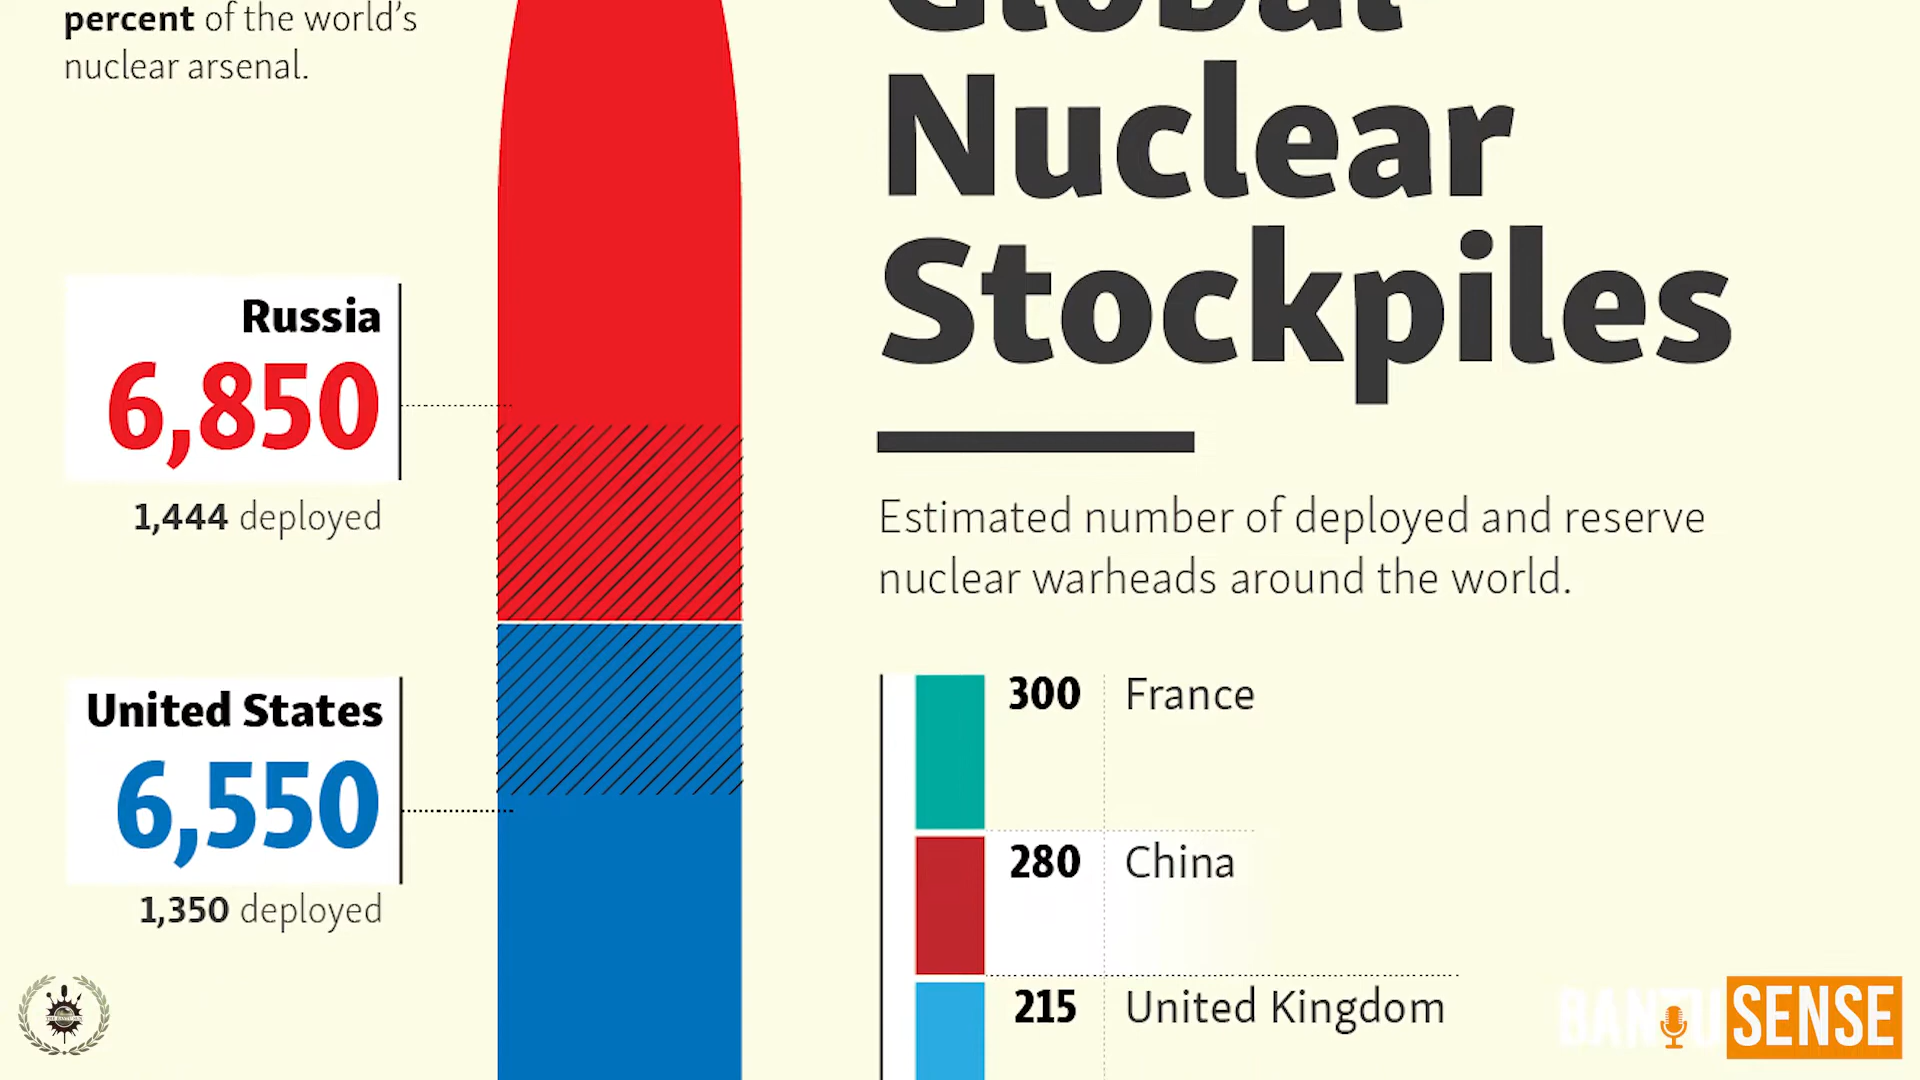 percent of the world's
nuclear arsenal.
Global
Nuclear
Stockpiles
Russia
6,850
1,444 deployed
United States
6,550
1,350 deployed
Estimated number of deployed and reserve
nuclear warheads around the world.
300 France
280 China
215 United Kingdom
BANTU SENSE